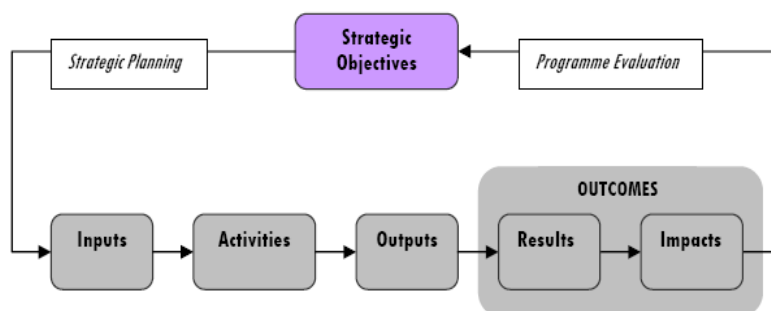 Strategic Planning
Strategic
Objectives
Programme Evaluation
OUTCOMES
Inputs
Activities
Outputs
Results
Impacts